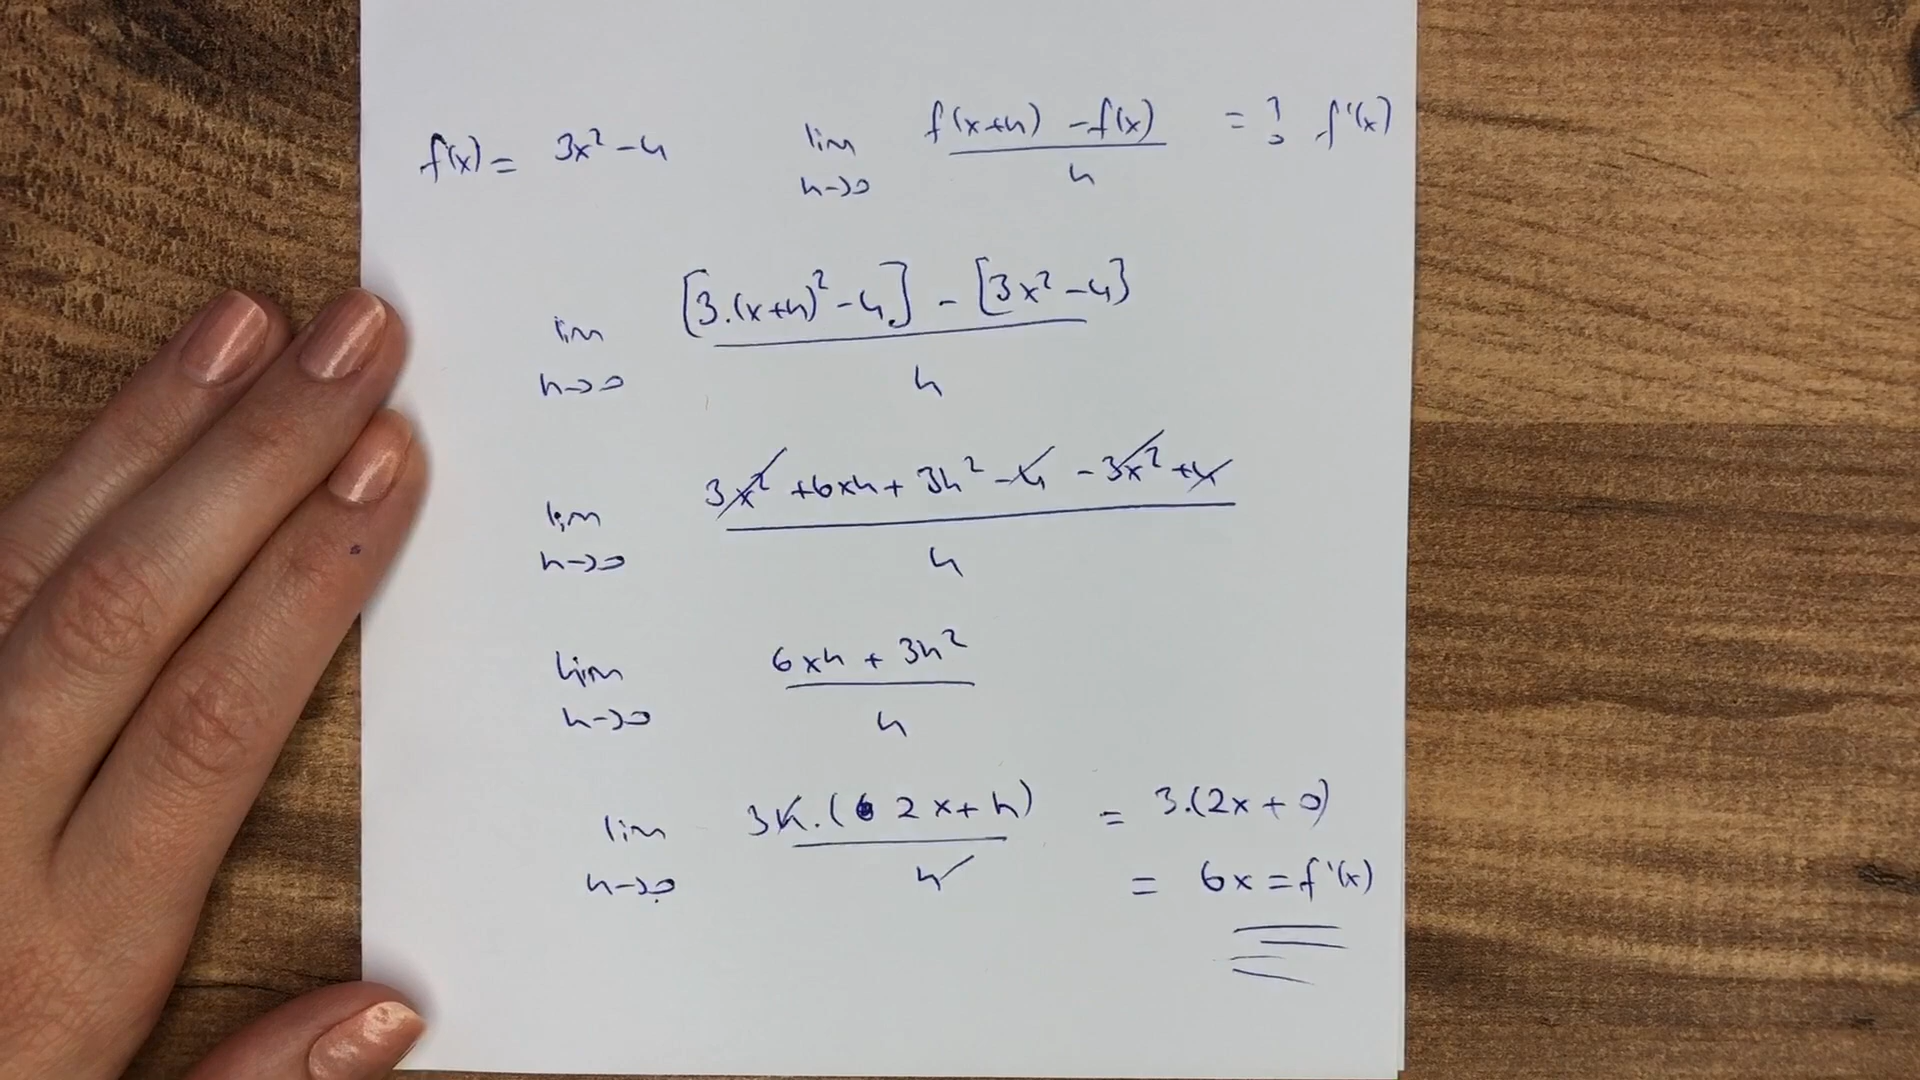 f(x) = 3x² - 4    lim h→0 (f(x+h) - f(x))/h = ? f'(x)
lim h→0 ([3.(x+h)² - 4.] - [3x² - 4])/h
lim h→0 (3x² + 6xh + 3h² - 4 - 3x² + 4)/h
lim h→0 (6xh + 3h²)/h
lim h→0 (3h.(2x + h))/h = 3.(2x + 0)
= 6x = f'(x)